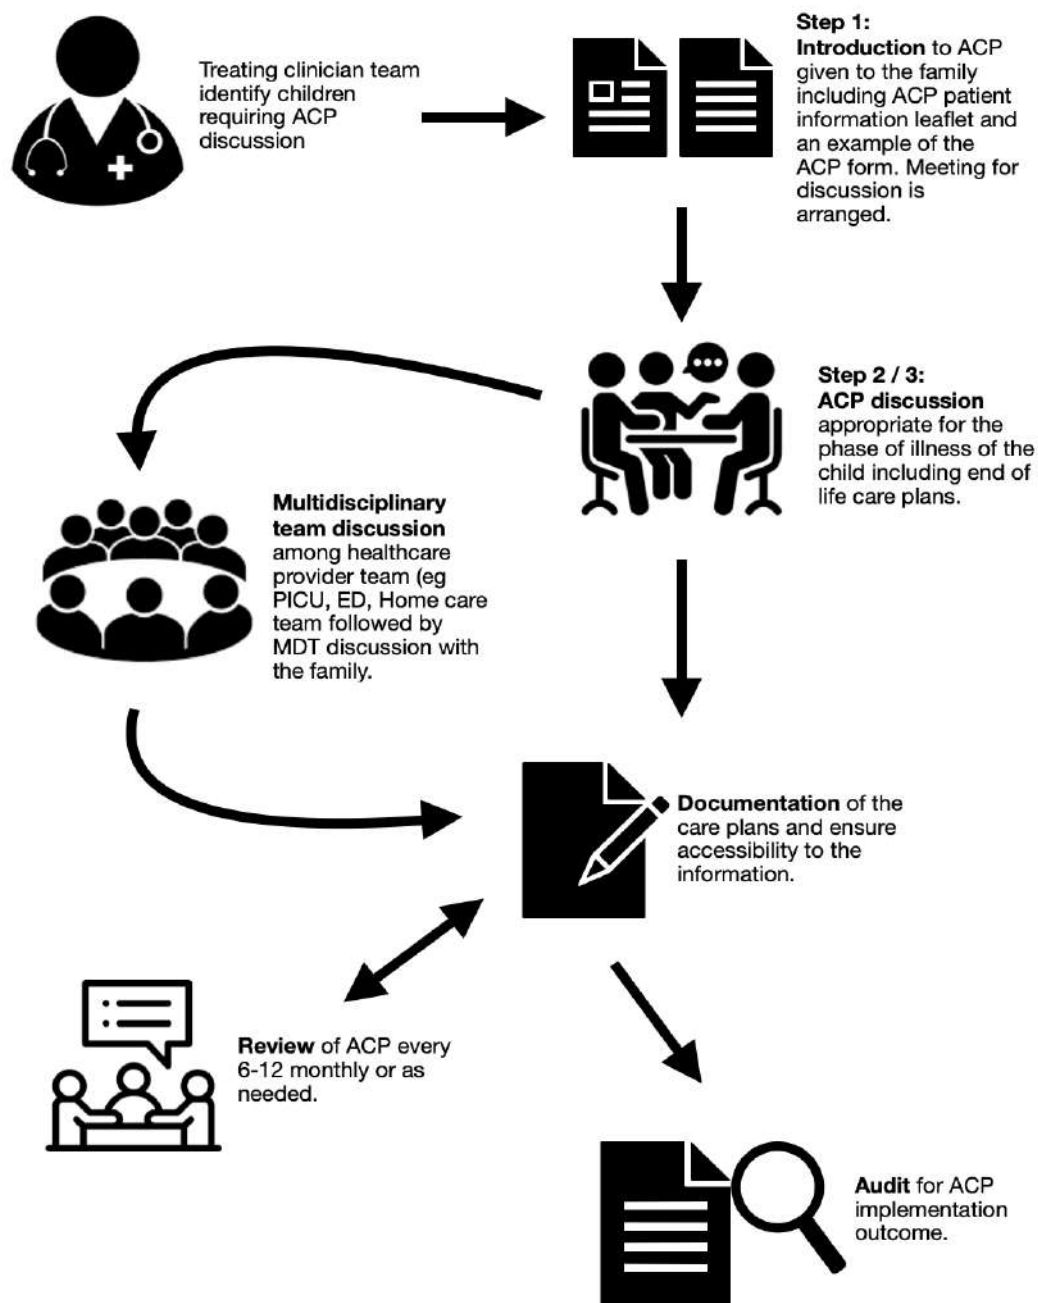 Treating clinician team
identify children
requiring ACP
discussion
Step 1:
Introduction to ACP
given to the family
including ACP patient
information leaflet and
an example of the
ACP form. Meeting for
discussion is
arranged.
Step 2 / 3:
ACP discussion
appropriate for the
phase of illness of the
child including end of
life care plans.
Multidisciplinary
team discussion
among healthcare
provider team (eg
PICU, ED, Home care
team followed by
MDT discussion with
the family.
Documentation of the
care plans and ensure
accessibility to the
information.
Review of ACP every
6-12 monthly or as
needed.
Audit for ACP
implementation
outcome.